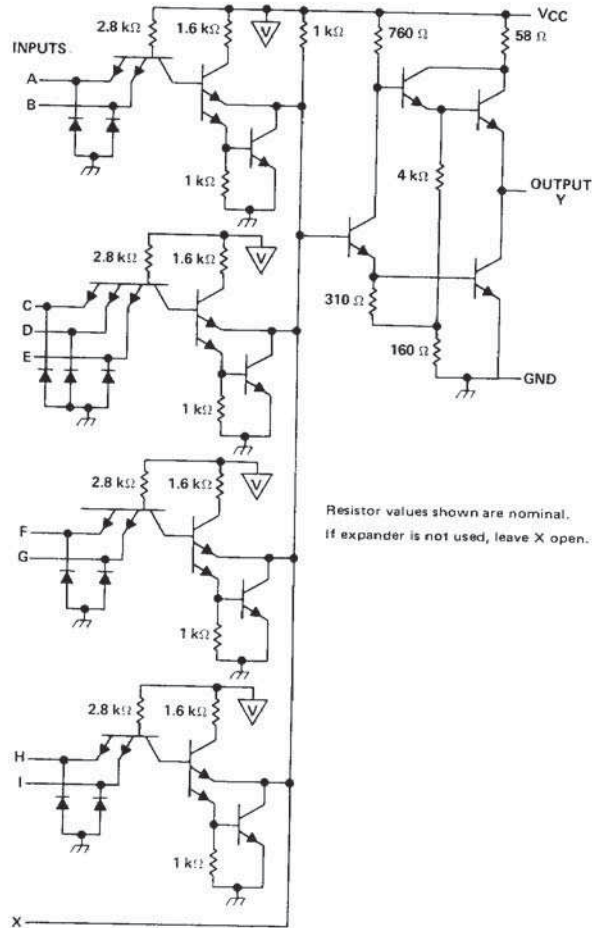 VCC
2.8 kΩ
1.6 kΩ
V
1 kΩ
760 Ω
58 Ω
INPUTS
A
B
1 kΩ
4 kΩ
OUTPUT
Y
2.8 kΩ
1.6 kΩ
V
C
D
E
310 Ω
160 Ω
GND
1 kΩ
2.8 kΩ
1.6 kΩ
V
F
G
Resistor values shown are nominal.
If expander is not used, leave X open.
1 kΩ
2.8 kΩ
1.6 kΩ
V
H
I
1 kΩ
X